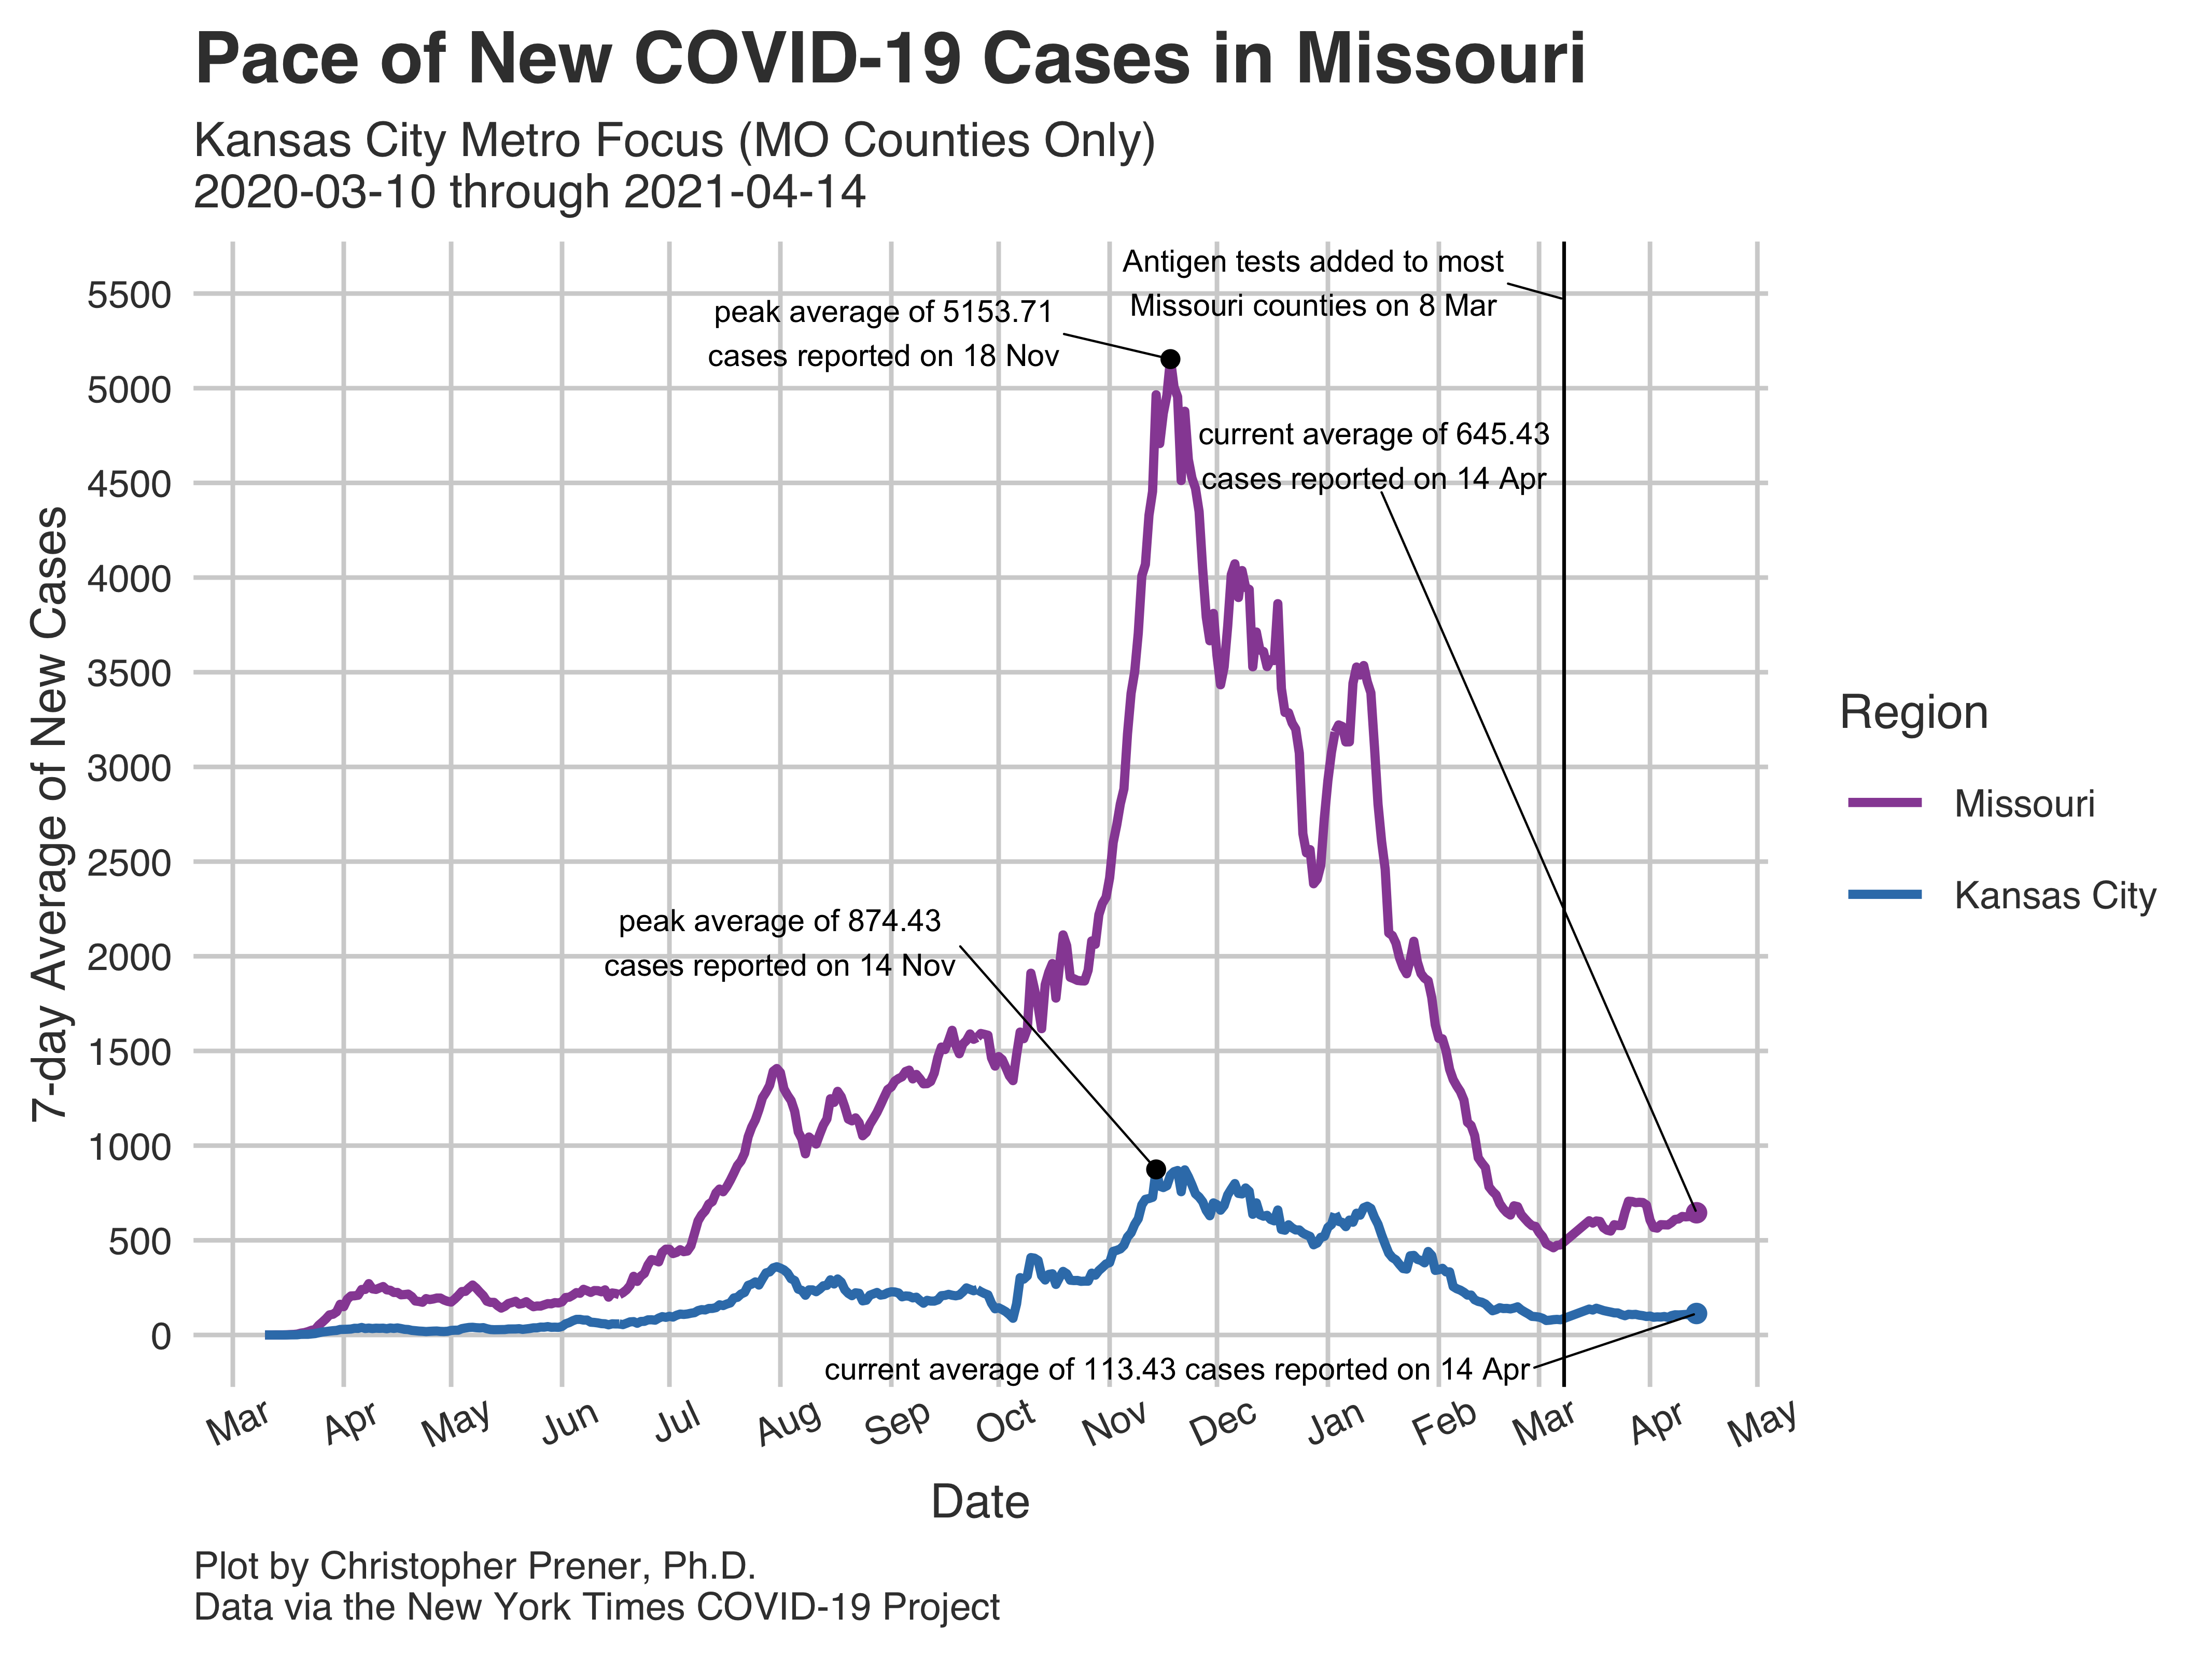 Pace of New COVID-19 Cases in Missouri
Kansas City Metro Focus (MO Counties Only)
2020-03-10 through 2021-04-14
Antigen tests added to most
Missouri counties on 8 Mar
peak average of 5153.71
cases reported on 18 Nov
current average of 645.43
cases reported on 14 Apr
peak average of 874.43
cases reported on 14 Nov
current average of 113.43 cases reported on 14 Apr
7-day Average of New Cases
5500
5000
4500
4000
3500
3000
2500
2000
1500
1000
500
0
Mar
Apr
May
Jun
Jul
Aug
Sep
Oct
Nov
Dec
Jan
Feb
Mar
Apr
May
Date
Region
Missouri
Kansas City
Plot by Christopher Prener, Ph.D.
Data via the New York Times COVID-19 Project